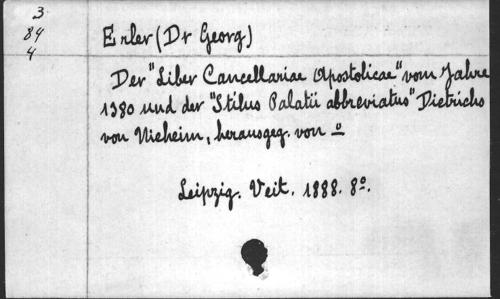 3
84
4
Erler (Dr Georg)
Der "Liber Cancellariae Apostolicae" vom Jahre
1380 und der "Stilus Palatii abbreviatus" Dietrichs
von Nieheim, herausgeg. von _u_
Leipzig. Veit. 1888. 8º.